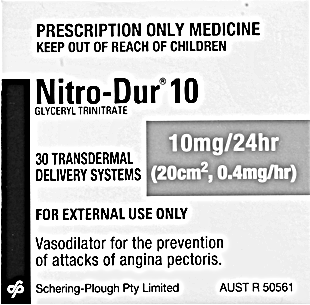 PRESCRIPTION ONLY MEDICINE
KEEP OUT OF REACH OF CHILDREN
Nitro-Dur® 10
GLYCERYL TRINITRATE
10mg/24hr
(20cm², 0.4mg/hr)
30 TRANSDERMAL
DELIVERY SYSTEMS
FOR EXTERNAL USE ONLY
Vasodilator for the prevention
of attacks of angina pectoris.
Schering-Plough Pty Limited AUST R 50561